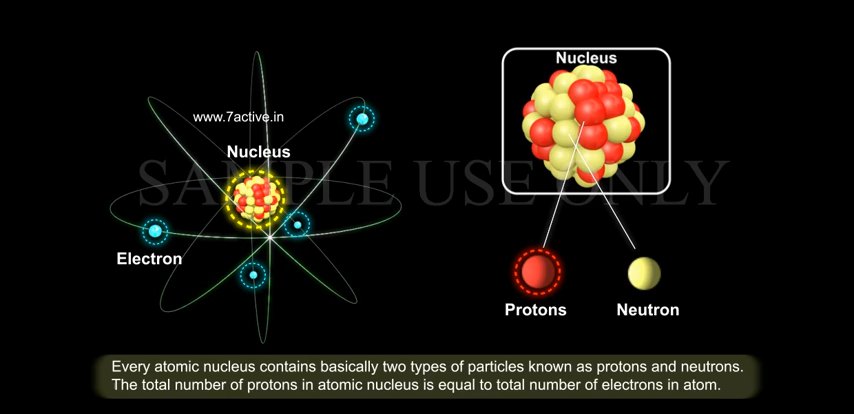 Nucleus
www.7active.in
Nucleus
SAMPLE USE ONLY
Electron
Protons
Neutron
Every atomic nucleus contains basically two types of particles known as protons and neutrons.
The total number of protons in atomic nucleus is equal to total number of electrons in atom.